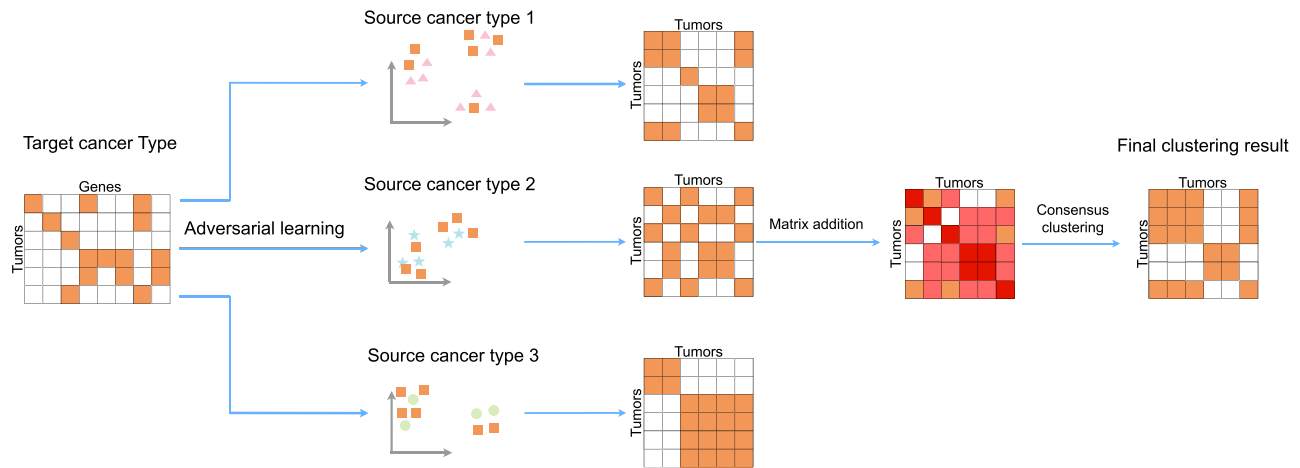 Source cancer type 1
Tumors
Tumors
Target cancer Type
Genes
Tumors
Adversarial learning
Source cancer type 2
Tumors
Tumors
Matrix addition
Tumors
Tumors
Consensus
clustering
Final clustering result
Tumors
Tumors
Source cancer type 3
Tumors
Tumors